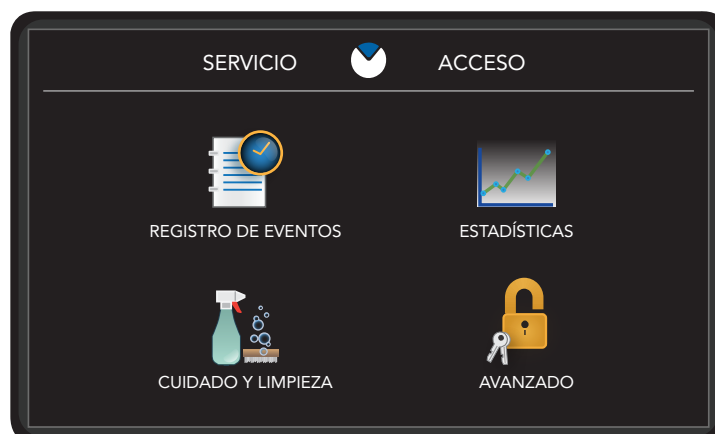 SERVICIO ACCESO
REGISTRO DE EVENTOS ESTADÍSTICAS
CUIDADO Y LIMPIEZA AVANZADO